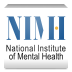 NIMH
National Institute
of Mental Health